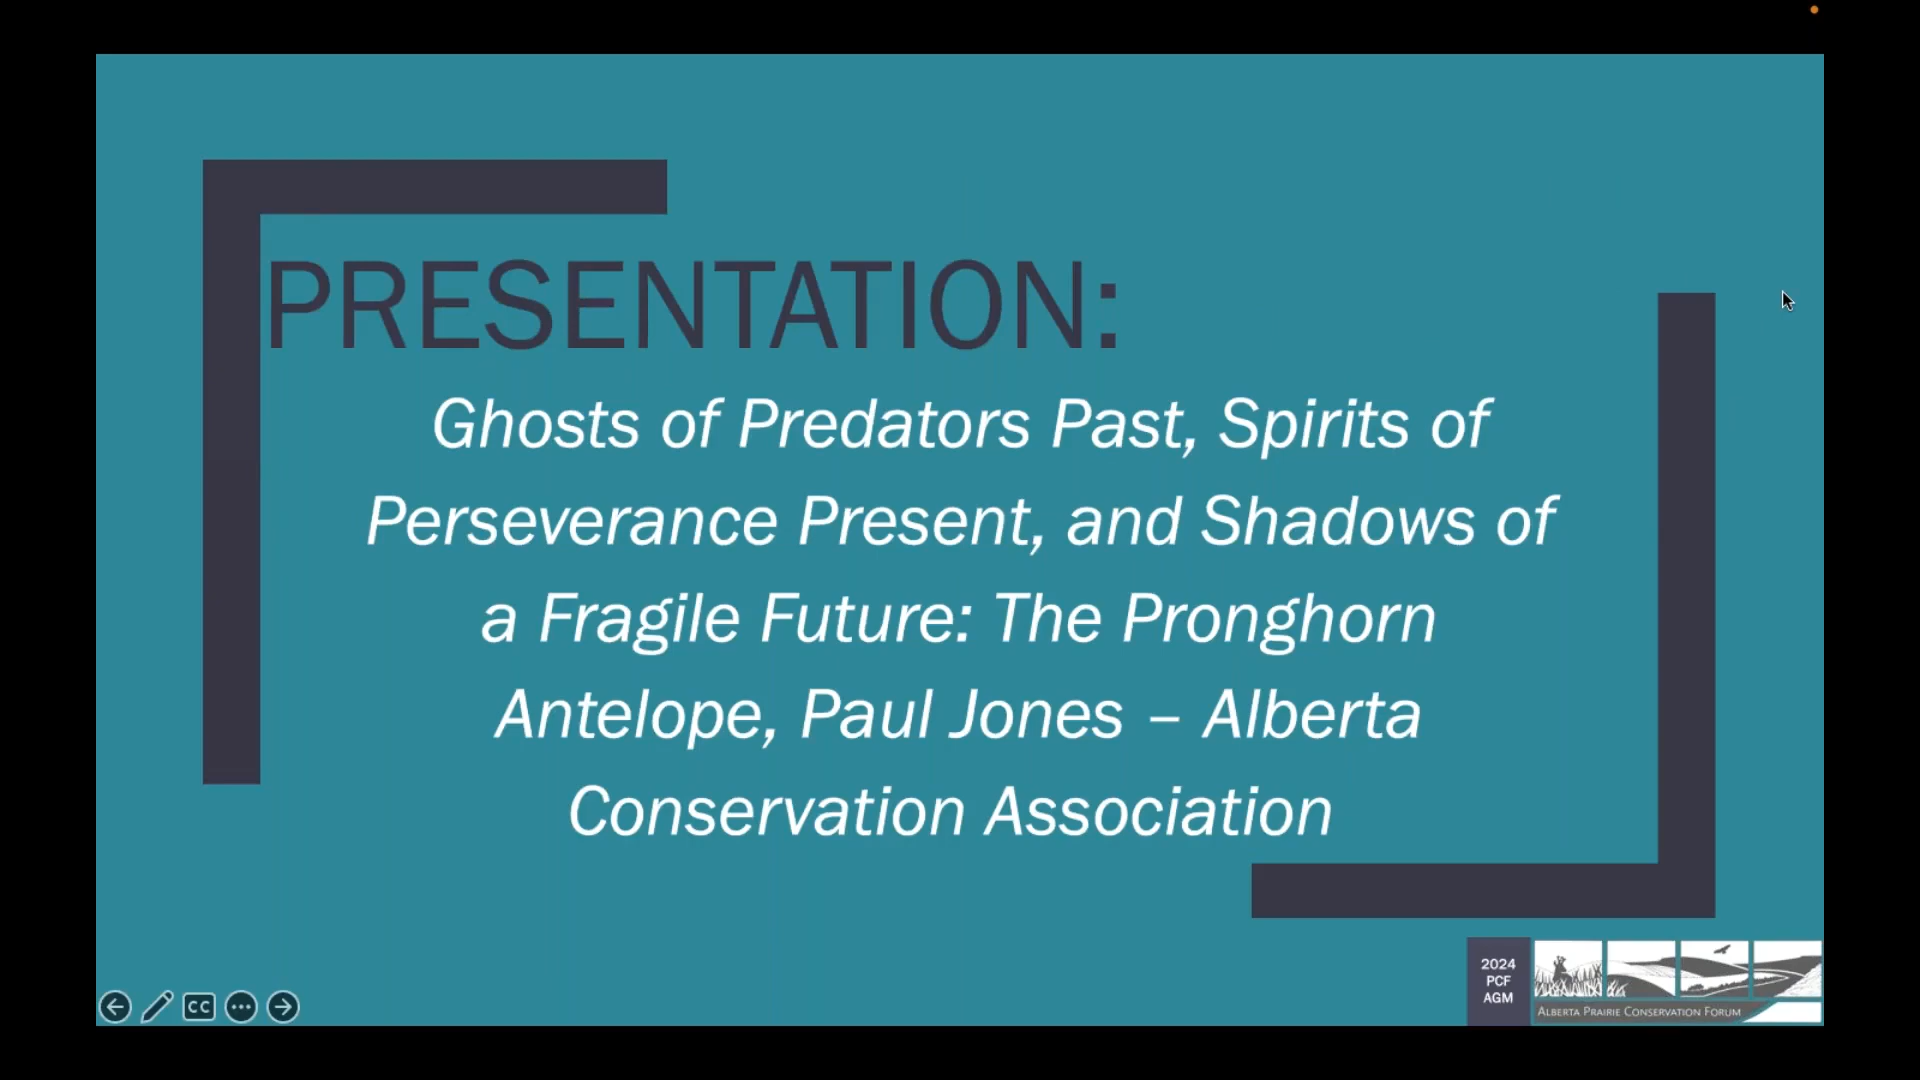 PRESENTATION:
Ghosts of Predators Past, Spirits of
Perseverance Present, and Shadows of
a Fragile Future: The Pronghorn
Antelope, Paul Jones – Alberta
Conservation Association
2024
PCF
AGM
ALBERTA PRAIRIE CONSERVATION FORUM
CC